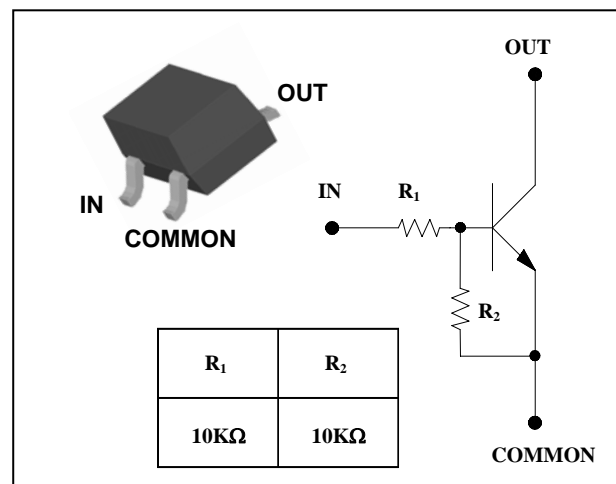 OUT
IN
COMMON
OUT
IN
R₁
R₂
COMMON
R₁ R₂
10KΩ 10KΩ